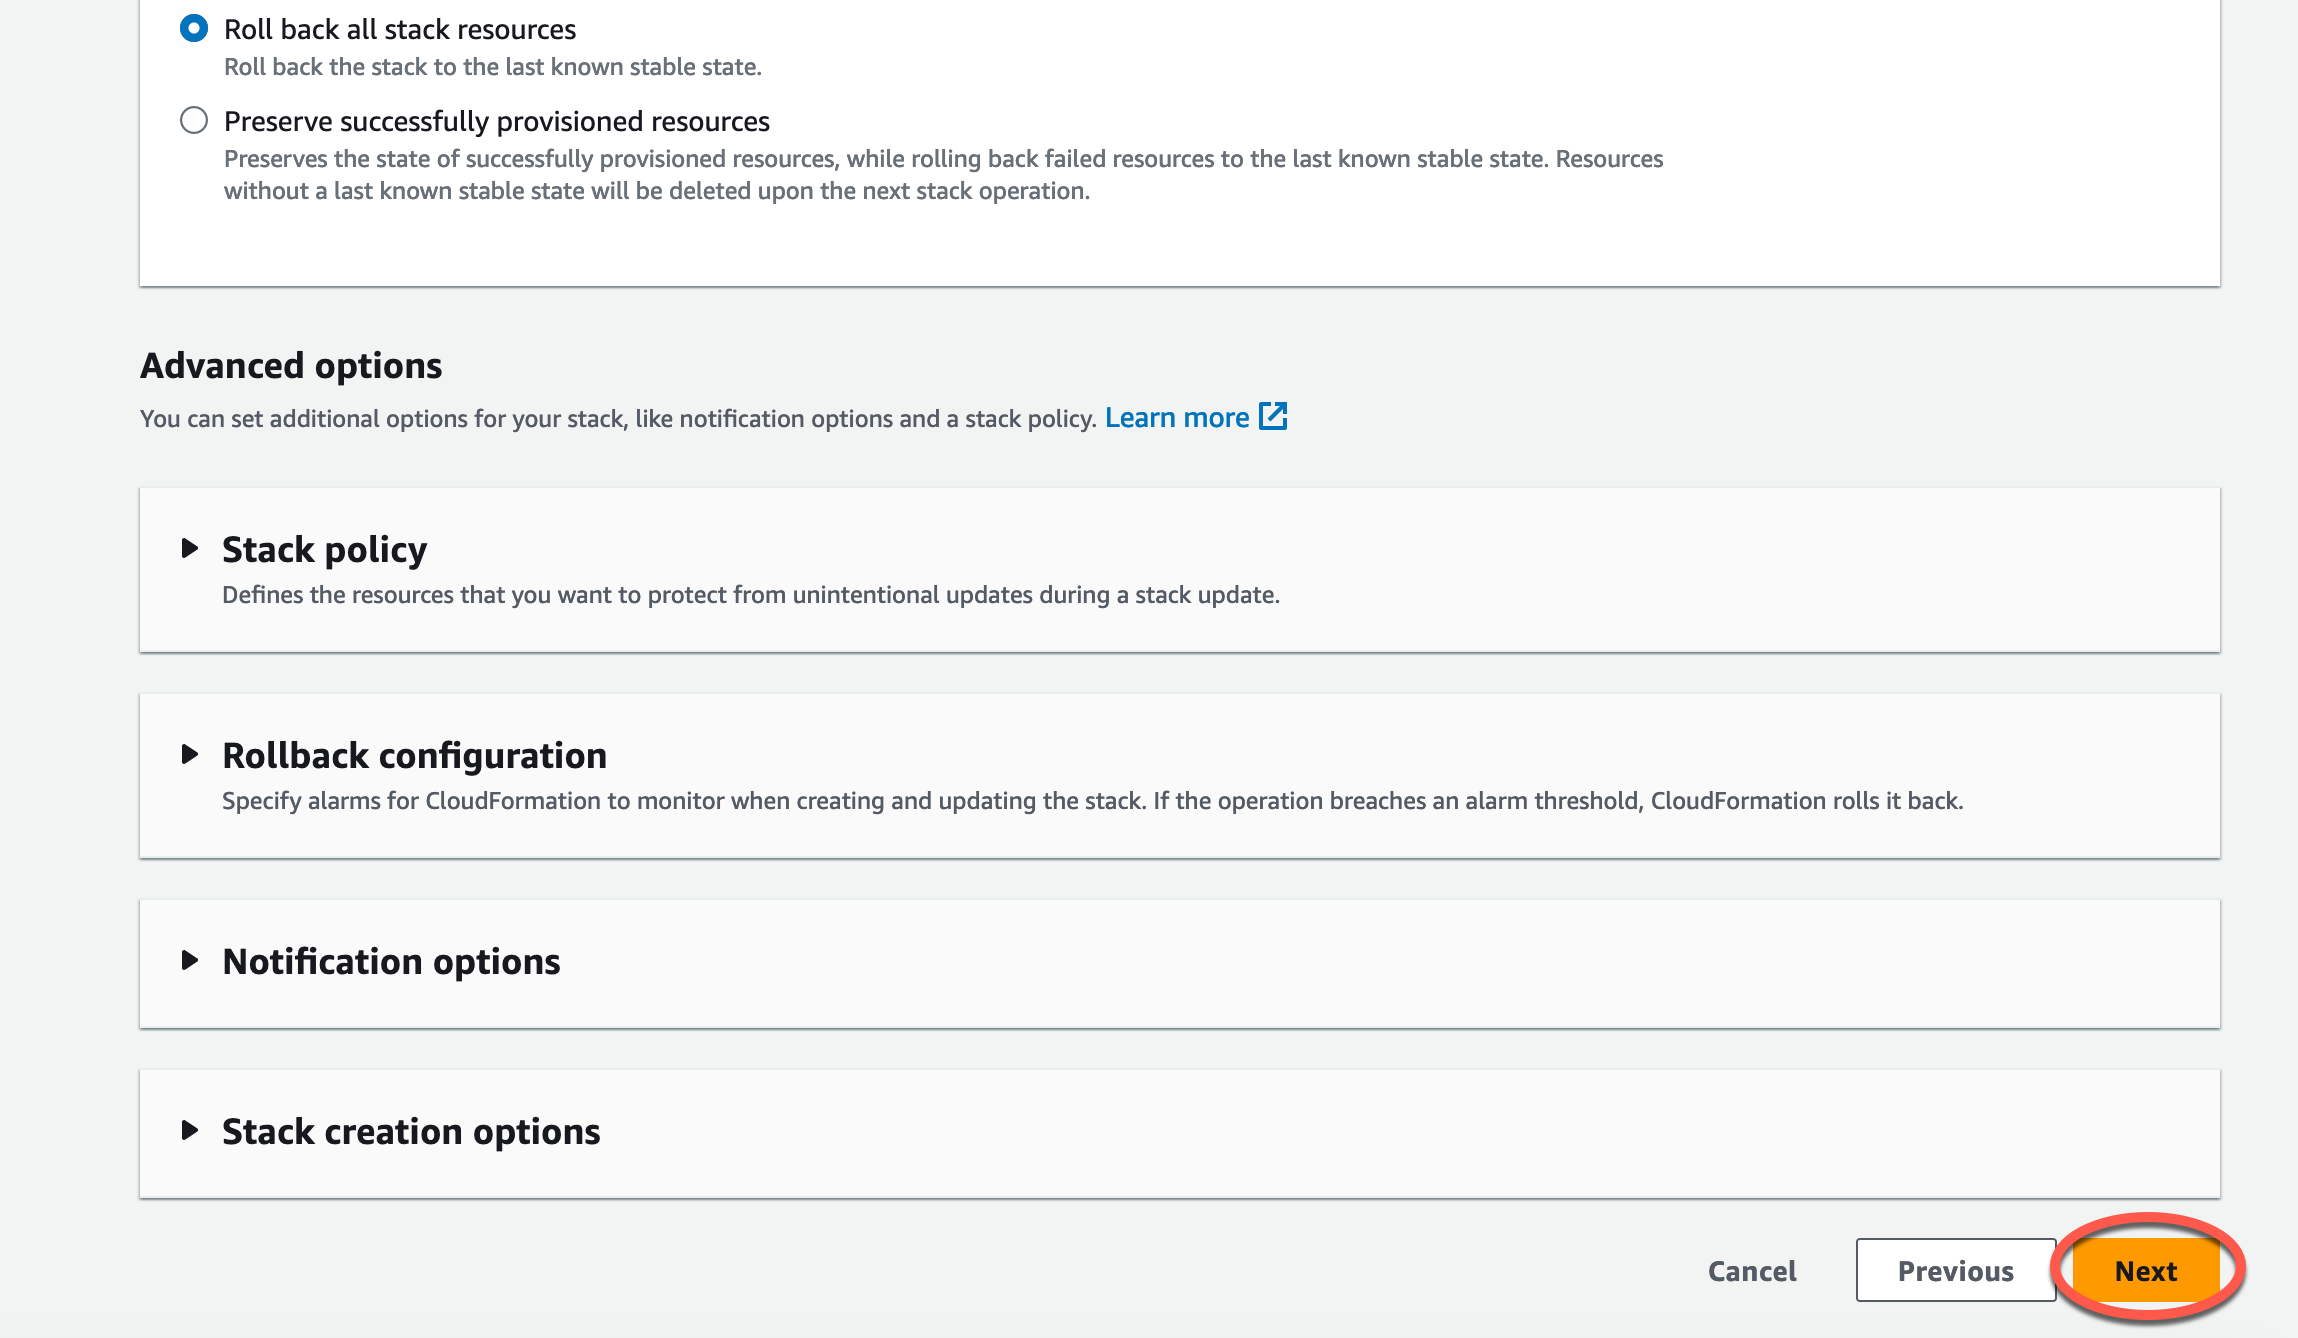 Roll back all stack resources
Roll back the stack to the last known stable state.
Preserve successfully provisioned resources
Preserves the state of successfully provisioned resources, while rolling back failed resources to the last known stable state. Resources
without a last known stable state will be deleted upon the next stack operation.
Advanced options
You can set additional options for your stack, like notification options and a stack policy. Learn more
Stack policy
Defines the resources that you want to protect from unintentional updates during a stack update.
Rollback configuration
Specify alarms for CloudFormation to monitor when creating and updating the stack. If the operation breaches an alarm threshold, CloudFormation rolls it back.
Notification options
Stack creation options
Cancel Previous Next